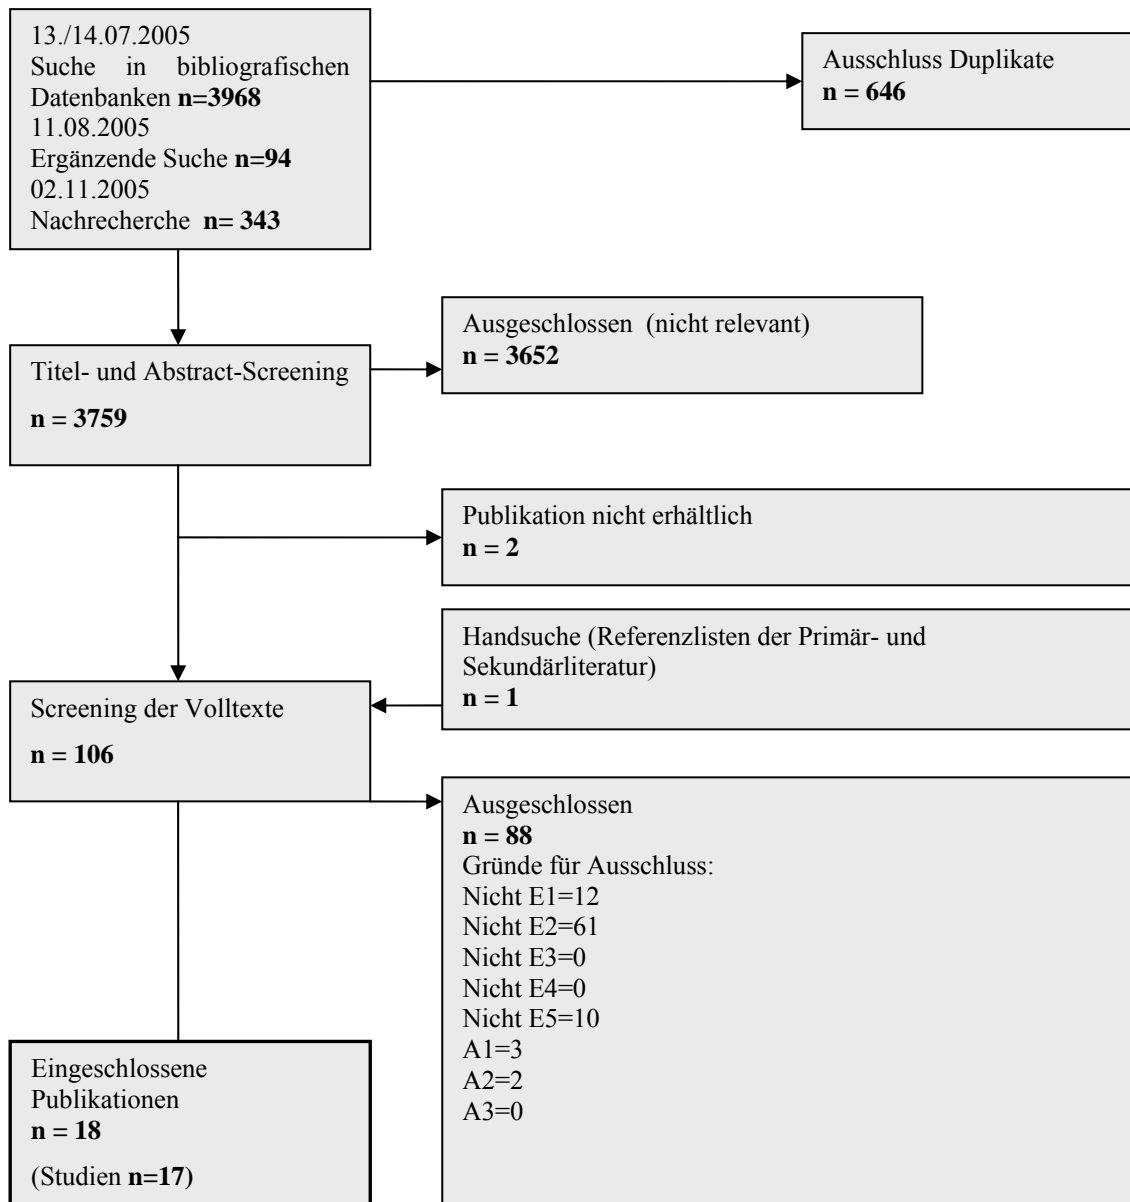 13./14.07.2005
Suche in bibliografischen
Datenbanken n=3968
11.08.2005
Ergänzende Suche n=94
02.11.2005
Nachrecherche n= 343
Ausschluss Duplikate
n = 646
Ausgeschlossen (nicht relevant)
n = 3652
Titel- und Abstract-Screening
n = 3759
Publikation nicht erhältlich
n = 2
Handsuche (Referenzlisten der Primär- und
Sekundärliteratur)
n = 1
Screening der Volltexte
n = 106
Ausgeschlossen
n = 88
Gründe für Ausschluss:
Nicht E1=12
Nicht E2=61
Nicht E3=0
Nicht E4=0
Nicht E5=10
A1=3
A2=2
A3=0
Eingeschlossene
Publikationen
n = 18
(Studien n=17)